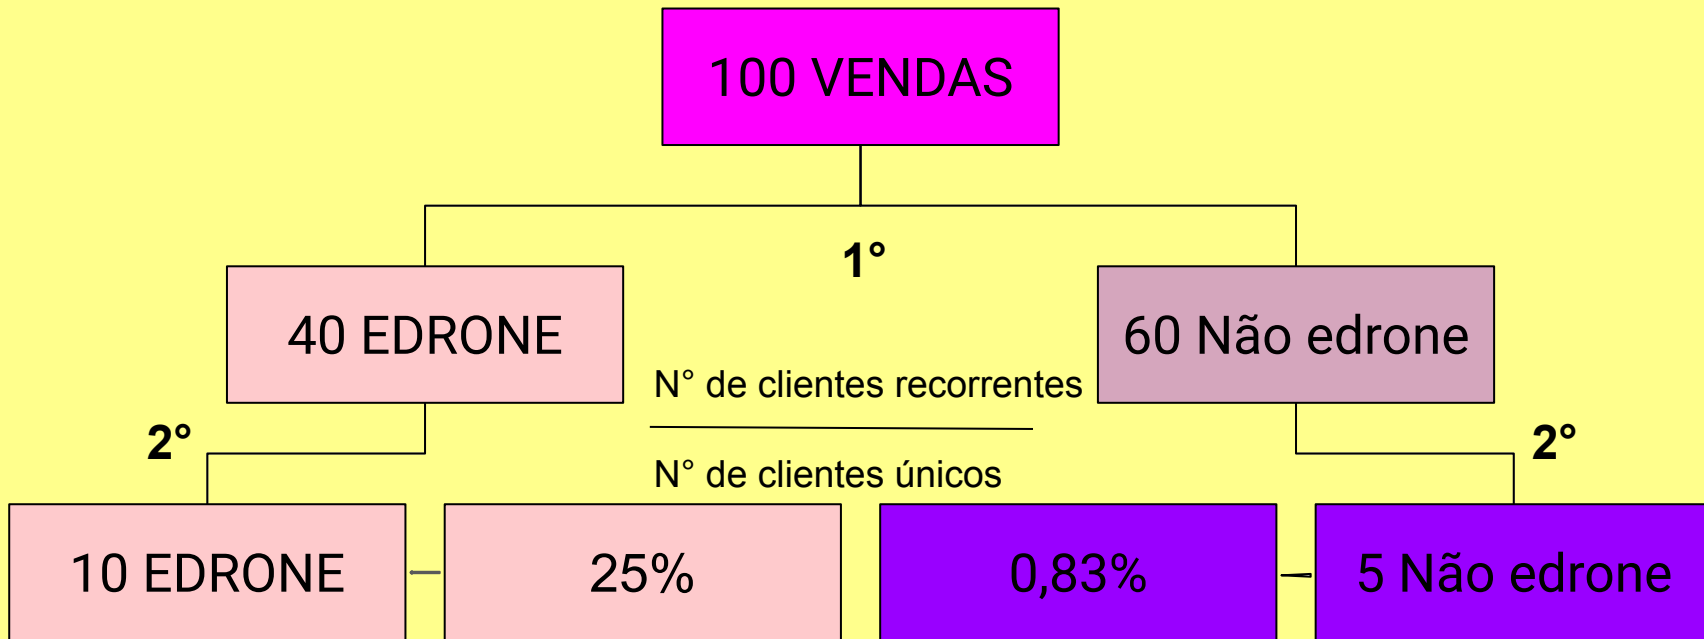 100 VENDAS
1°
40 EDRONE
60 Não edrone
N° de clientes recorrentes
N° de clientes únicos
2°
2°
10 EDRONE
25%
0,83%
5 Não edrone